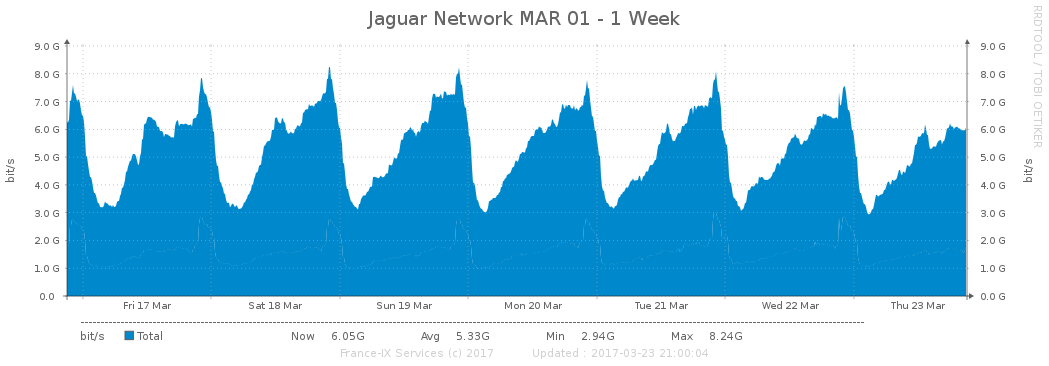 Jaguar Network MAR 01 - 1 Week
RRDTOOL / TOBI OETIKER
bit/s
bit/s
9.0 G 9.0 G
8.0 G 8.0 G
7.0 G 7.0 G
6.0 G 6.0 G
5.0 G 5.0 G
4.0 G 4.0 G
3.0 G 3.0 G
2.0 G 2.0 G
1.0 G 1.0 G
0.0 0.0 G
Fri 17 Mar Sat 18 Mar Sun 19 Mar Mon 20 Mar Tue 21 Mar Wed 22 Mar Thu 23 Mar
bit/s Total Now 6.05G Avg 5.33G Min 2.94G Max 8.24G
France-IX Services (c) 2017 Updated : 2017-03-23 21:00:04